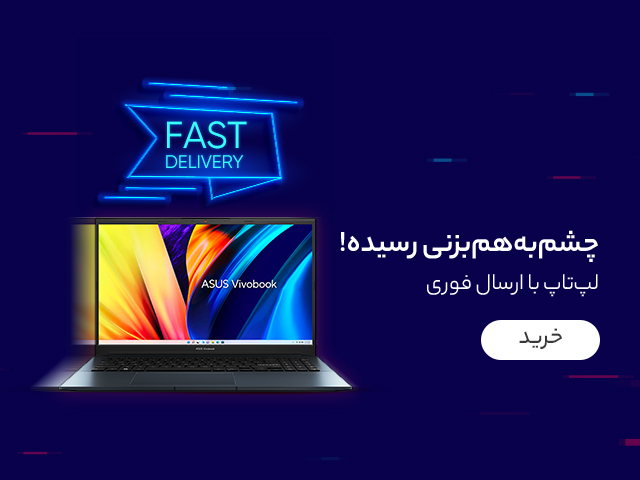 FAST
DELIVERY
چشم‌به‌هم‌بزنی رسیده!
لپ‌تاپ با ارسال فوری
خرید
ASUS Vivobook